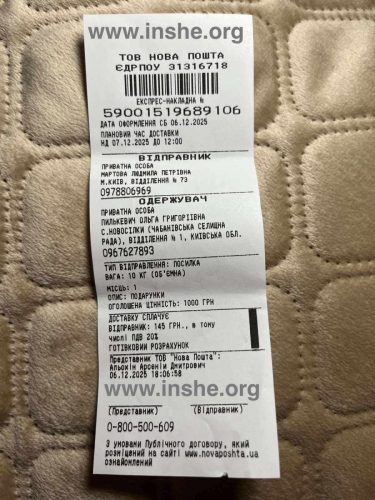 www.inshe.org
ТОВ НОВА ПОШТА
ЄДРПОУ 31316718
ЕКСПРЕС-НАКЛАДНА №
59001519689106
ДАТА ОФОРМЛЕННЯ СБ 06.12.2025
ПЛАНОВИЙ ЧАС ДОСТАВКИ
НД 07.12.2025 ДО 12:00
ВІДПРАВНИК
ПРИВАТНА ОСОБА
МАРТОВА ЛЮДМИЛА ПЕТРІВНА
М.КИЇВ, ВІДДІЛЕННЯ № 73
0978806969
ОДЕРЖУВАЧ
ПРИВАТНА ОСОБА
ПИЛЬКЕВИЧ ОЛЬГА ГРИГОРІІВНА
С.НОВОСІЛКИ (ЧАБАНІВСЬКА СЕЛИЩНА
РАДА), ВІДДІЛЕННЯ № 1, КИЇВСЬКА ОБЛ.
0967627893
ТИП ВІДПРАВЛЕННЯ: ПОСИЛКА
ВАГА: 10 КГ (ОБ'ЄМНА)
МІСЦЬ: 1
ОПИС: ПОДАРУНКИ
ОГОЛОШЕНА ЦІННІСТЬ: 1000 ГРН
ДОСТАВКУ СПЛАЧУЄ
ВІДПРАВНИК: 145 ГРН., в тому
числі ПДВ 20%
ГОТІВКОВИЙ РОЗРАХУНОК
Представник ТОВ "Нова Пошта":
Альохін Арсеній Дмитрович
06.12.2025 18:06:58
www.inshe.org
(Представник) (Відправник)
0-800-500-609
З умовами Публічного договору, який
розміщений на сайті www.novaposhta.ua
ознайомлений